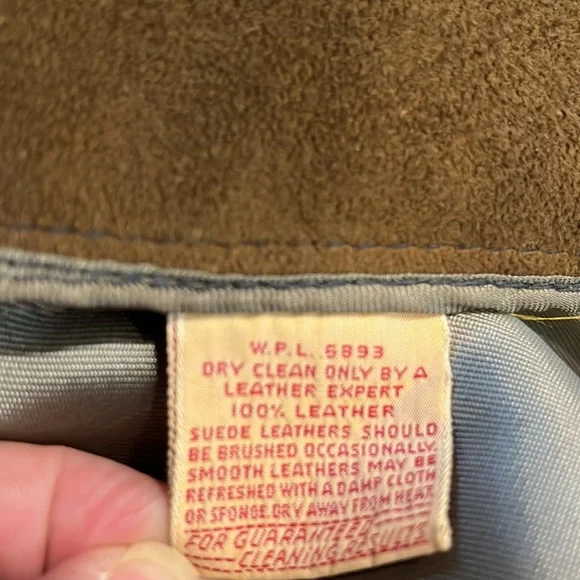 W.P.L. 6893
DRY CLEAN ONLY BY A
LEATHER EXPERT
100% LEATHER
SUEDE LEATHERS SHOULD
BE BRUSHED OCCASIONALLY.
SMOOTH LEATHERS MAY BE
REFRESHED WITH A DAMP CLOTH
OR SPONGE. DRY AWAY FROM HEAT.
FOR GUARANTEED
CLEANING RESULTS